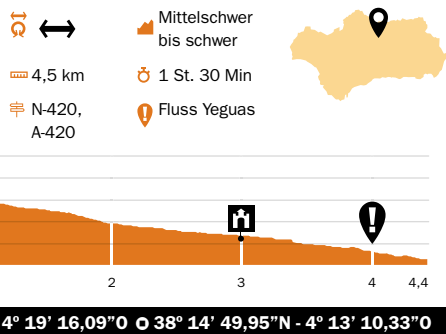 Mittelschwer
bis schwer
4,5 km
1 St. 30 Min
N-420,
A-420
Fluss Yeguas
2 3 4 4,4
4º 19’ 16,09”O 38º 14’ 49,95”N - 4º 13’ 10,33”O